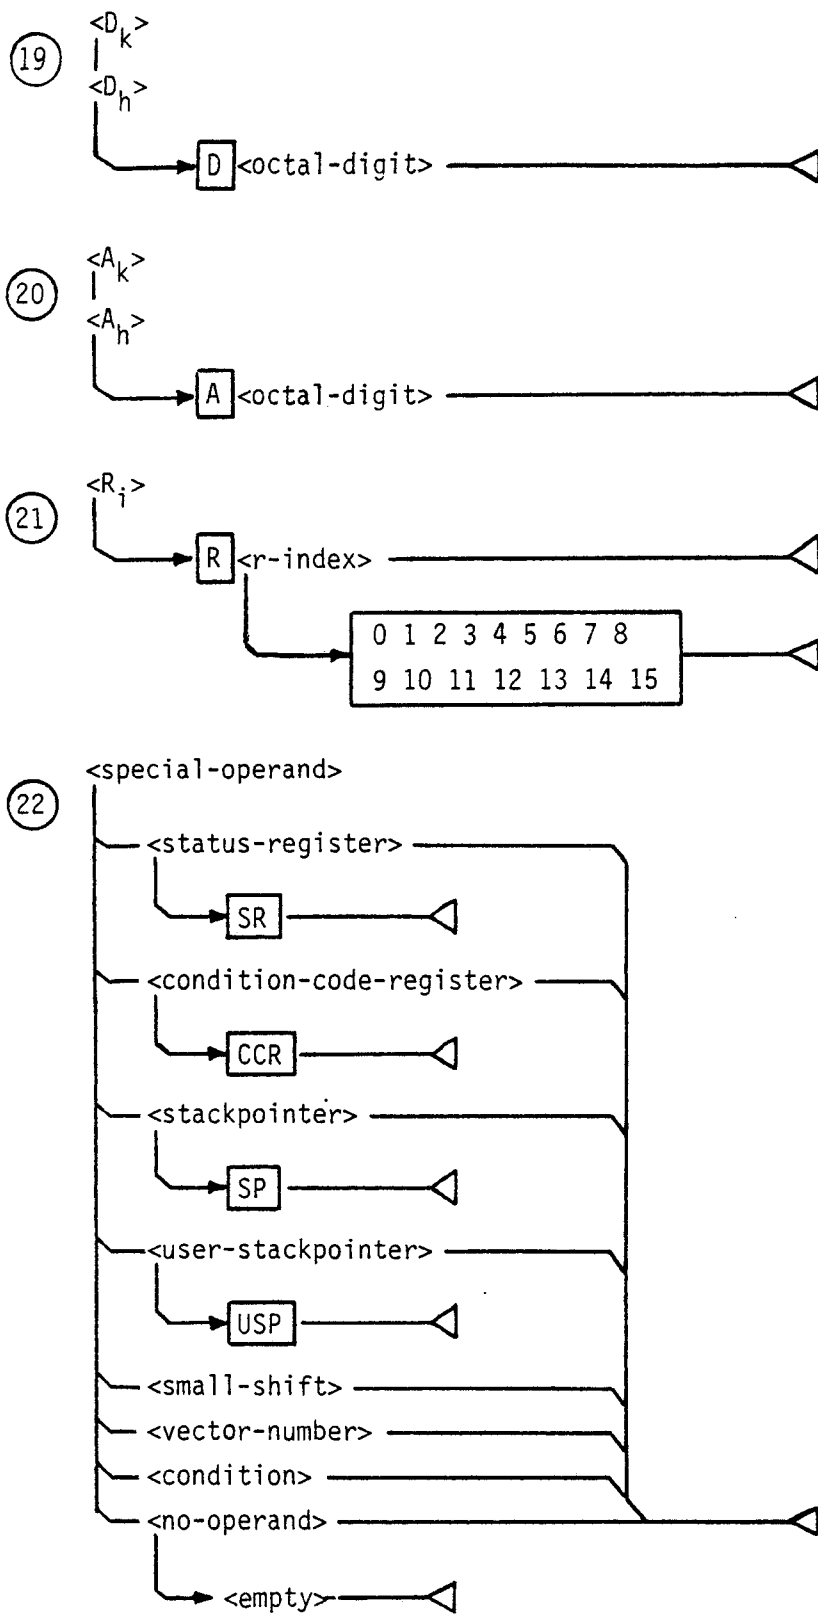 <D_k>
19
<D_h>
D <octal-digit>
<A_k>
20
<A_h>
A <octal-digit>
<R_i>
21
R <r-index>
0 1 2 3 4 5 6 7 8
9 10 11 12 13 14 15
<special-operand>
22
<status-register>
SR
<condition-code-register>
CCR
<stackpointer>
SP
<user-stackpointer>
USP
<small-shift>
<vector-number>
<condition>
<no-operand>
<empty>